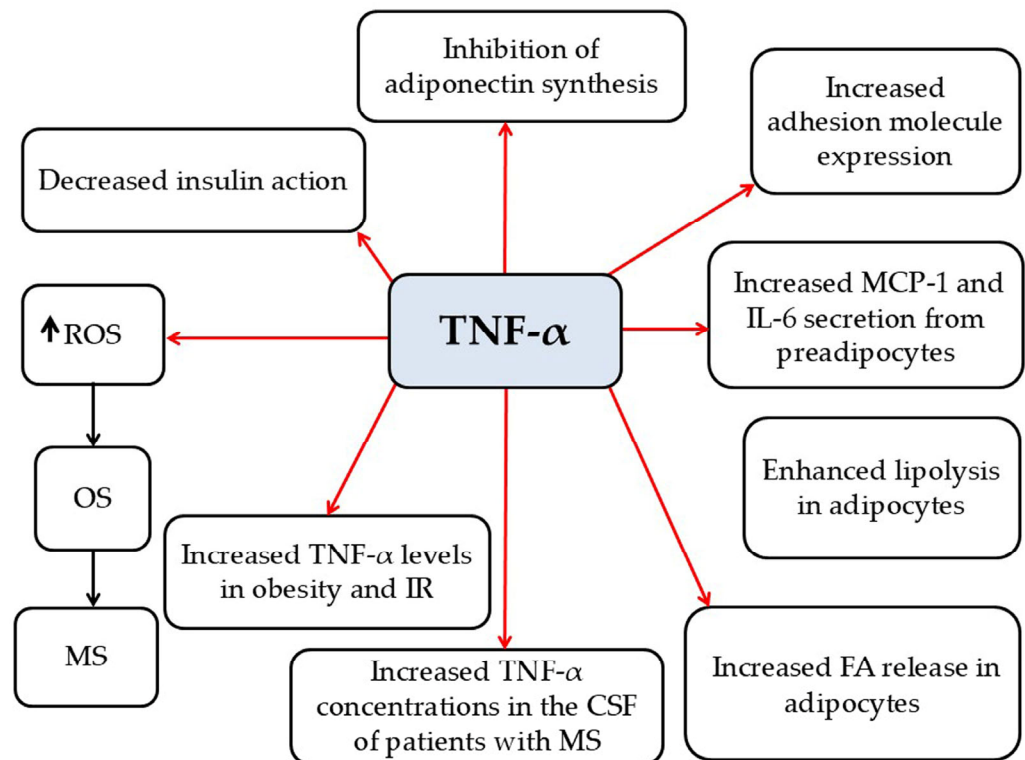 Inhibition of
adiponectin synthesis
Increased
adhesion molecule
expression
Decreased insulin action
TNF-α
Increased MCP-1 and
IL-6 secretion from
preadipocytes
↑ROS
OS
MS
Enhanced lipolysis
in adipocytes
Increased TNF-α levels
in obesity and IR
Increased TNF-α
concentrations in the CSF
of patients with MS
Increased FA release in
adipocytes